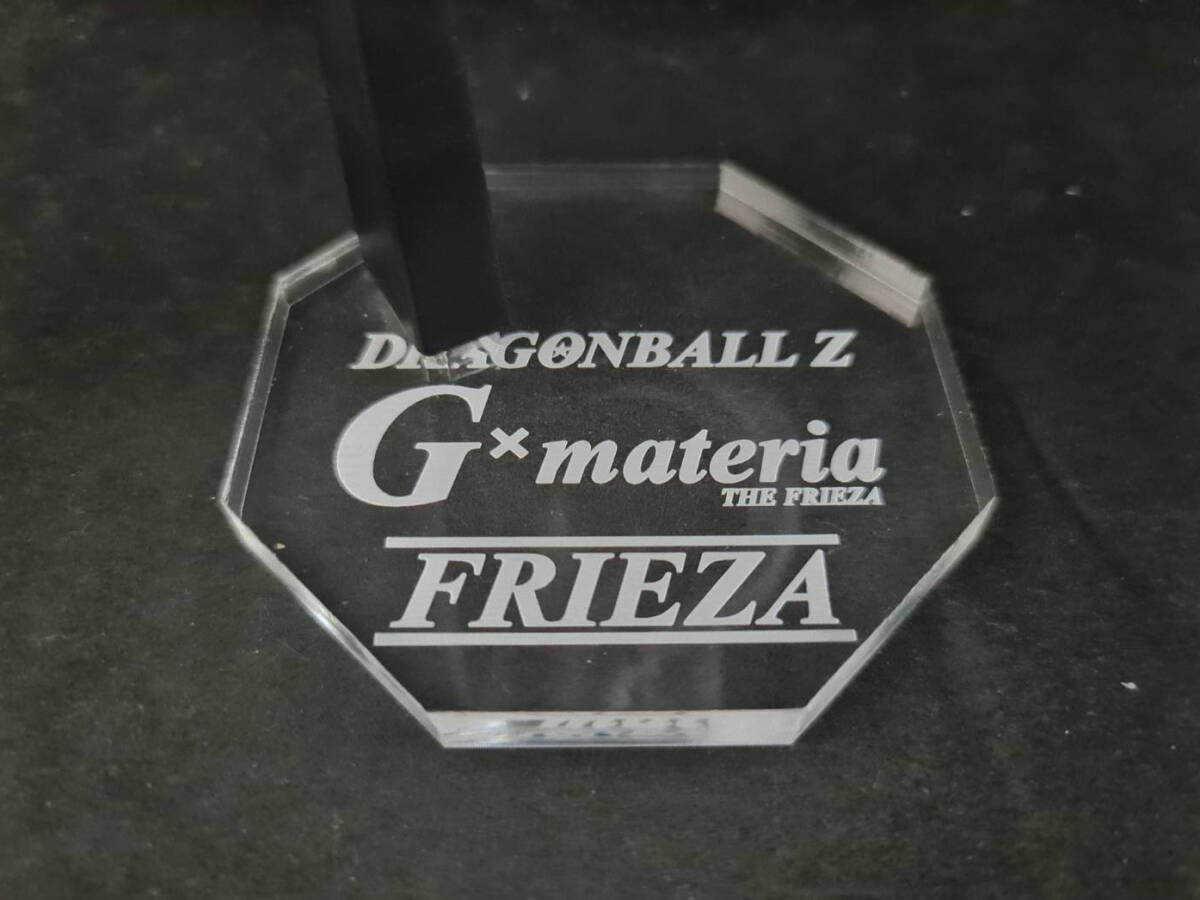 DRAGONBALL Z
G×materia
THE FRIEZA
FRIEZA